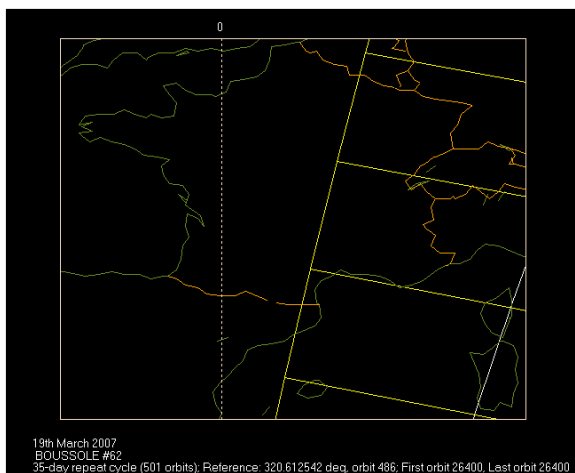 0
19th March 2007
BOUSSOLE #62
35-day repeat cycle (501 orbits); Reference: 320.612542 deg, orbit 486; First orbit 26400, Last orbit 26400